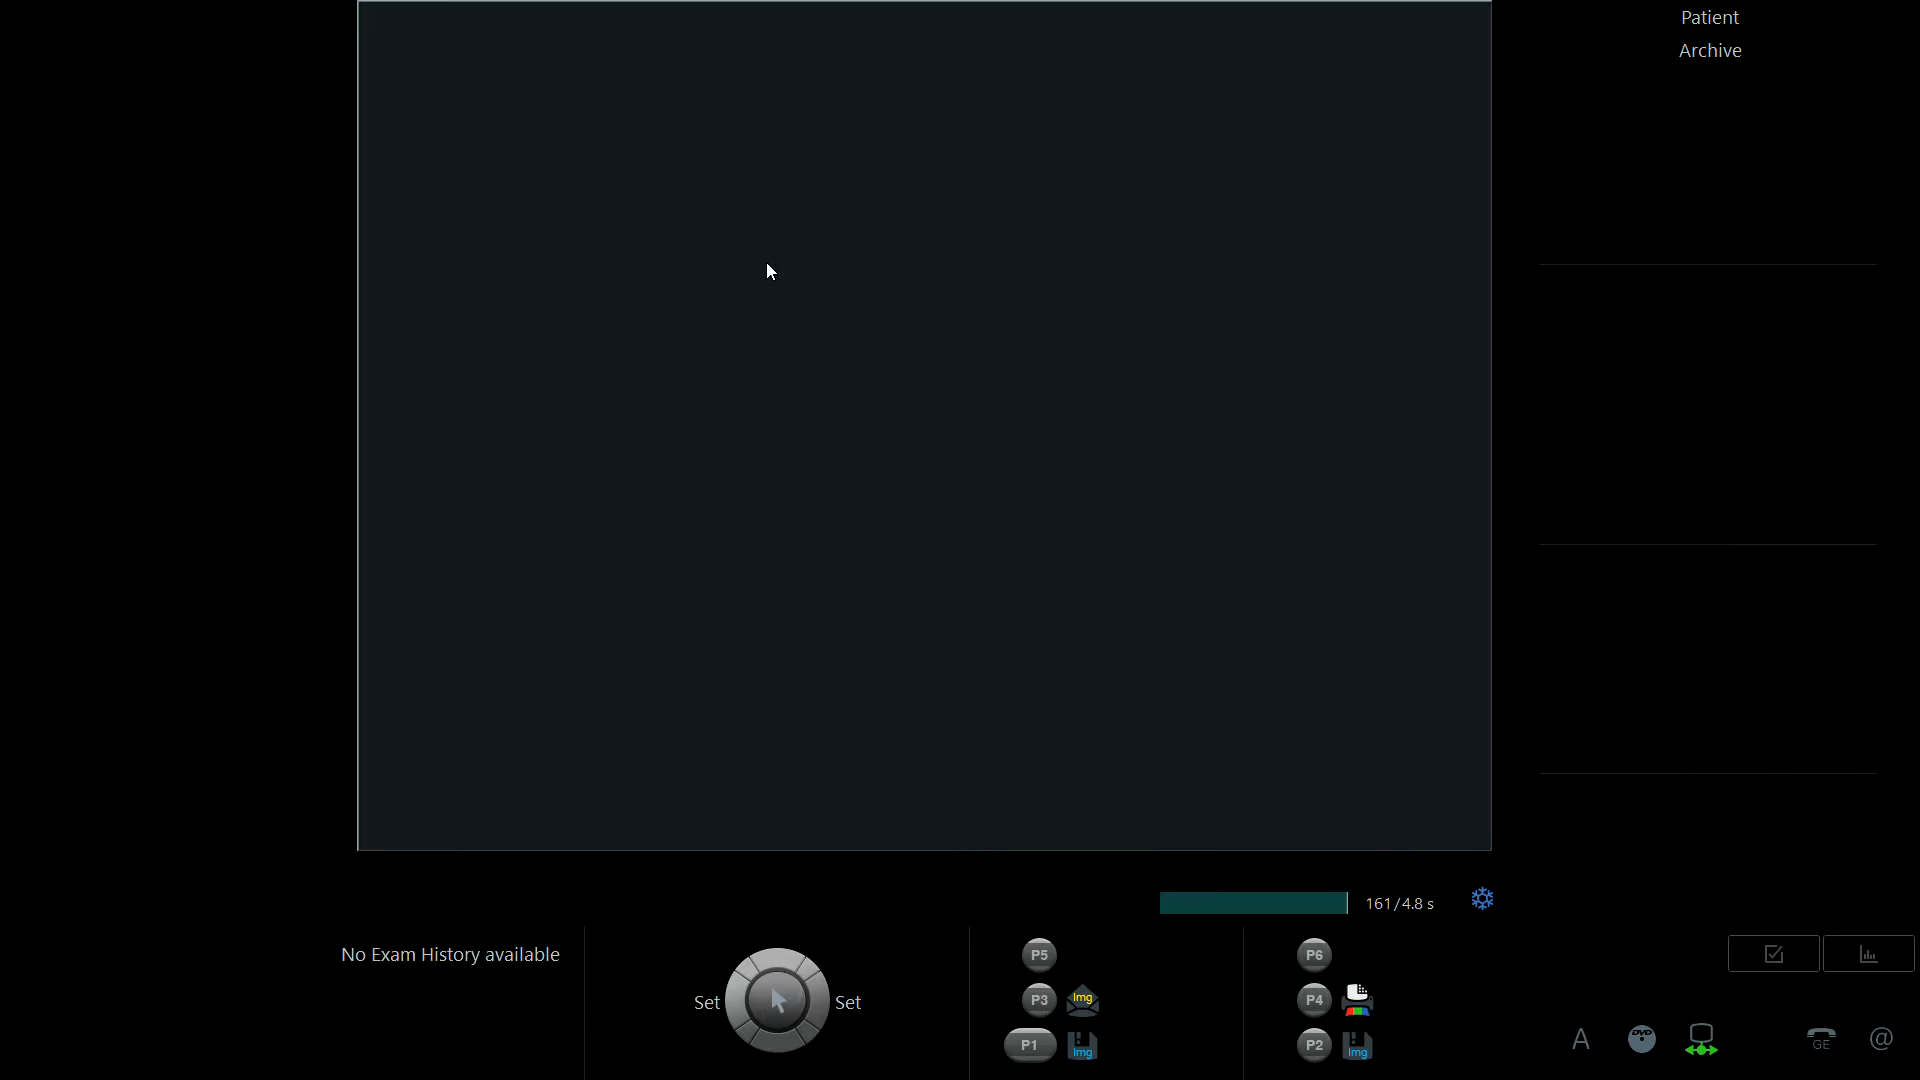 Patient
Archive
161/4.8 s
No Exam History available
Set
Set
P5
P3
Img
P1
Img
P6
P4
P2
Img
A
DVD
GE
@